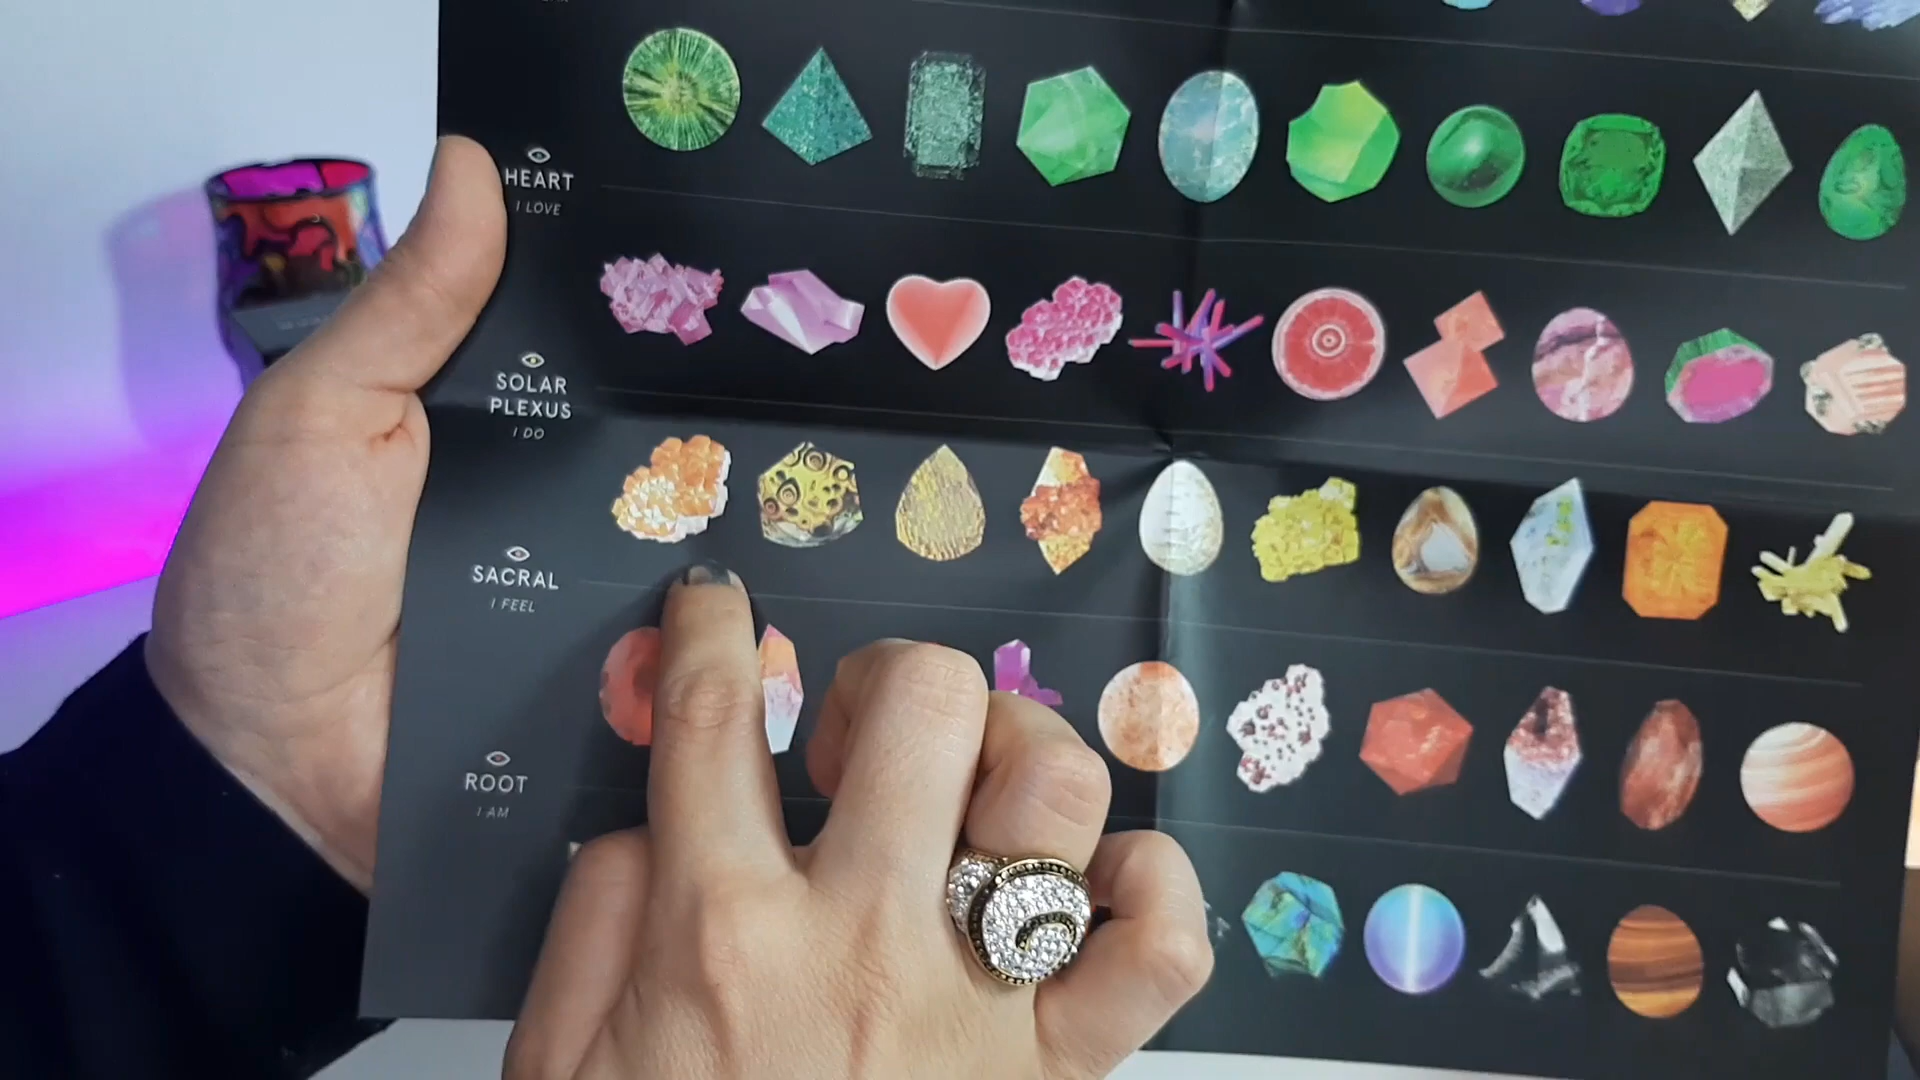 HEART
I LOVE
SOLAR
PLEXUS
I DO
SACRAL
I FEEL
ROOT
I AM